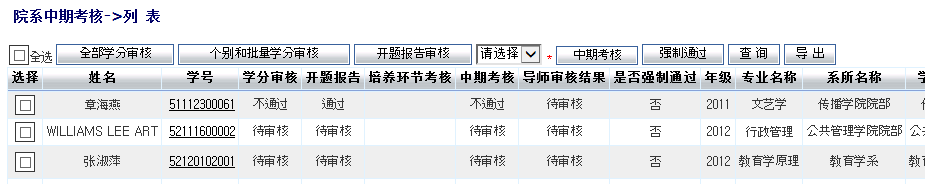 院系中期考核->列 表
全选 全部学分审核 个别和批量学分审核 开题报告审核 请选择 * 中期考核 强制通过 查 询 导 出
选择 姓名 学号 学分审核 开题报告 培养环节考核 中期考核 导师审核结果 是否强制通过 年级 专业名称 系所名称
章海燕 51112300061 不通过 通过 不通过 待审核 否 2011 文艺学 传播学院院部
WILLIAMS LEE ART 52111600002 待审核 待审核 待审核 待审核 否 2012 行政管理 公共管理学院院部
张淑萍 52120102001 待审核 待审核 待审核 待审核 否 2012 教育学原理 教育学系